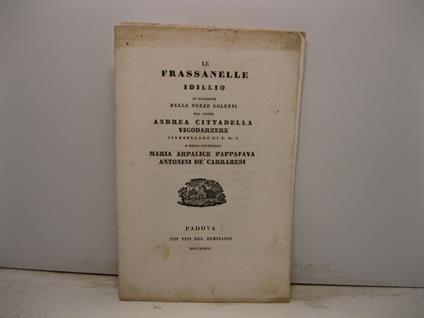 LE
FRASSANELLE
IDILLIO
IN OCCASIONE
DELLE NOZZE SOLENNI
DEL CONTE
ANDREA CITTADELLA
VIGODARZERE
CIAMBELLANO DI S. M. I.
E DELLA CONTESSA
MARIA ARPALICE PAPPAFAVA
ANTONINI DE' CARRARESI
PADOVA
COI TIPI DEL SEMINARIO